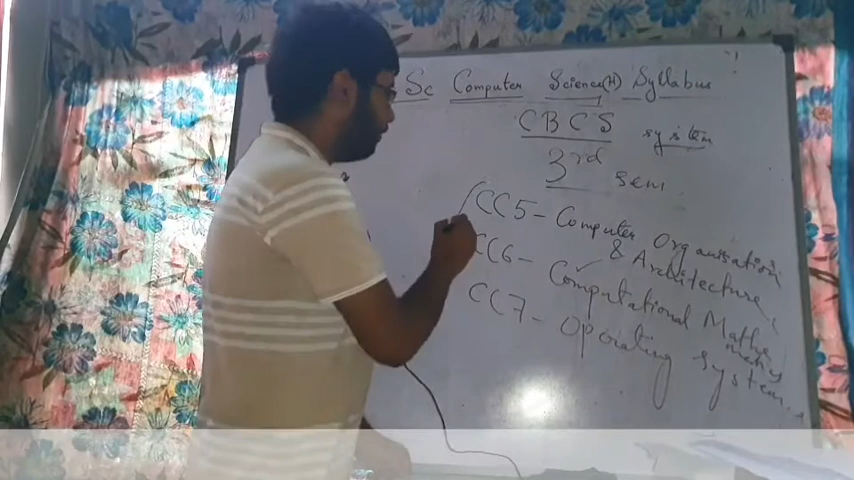 Sc Computer Science(H) Syllabus
CBCS system
3rd sem
CC5- Computer Organisation
& Architecture
CC6- Computational Mathematics
CC7- Operating System